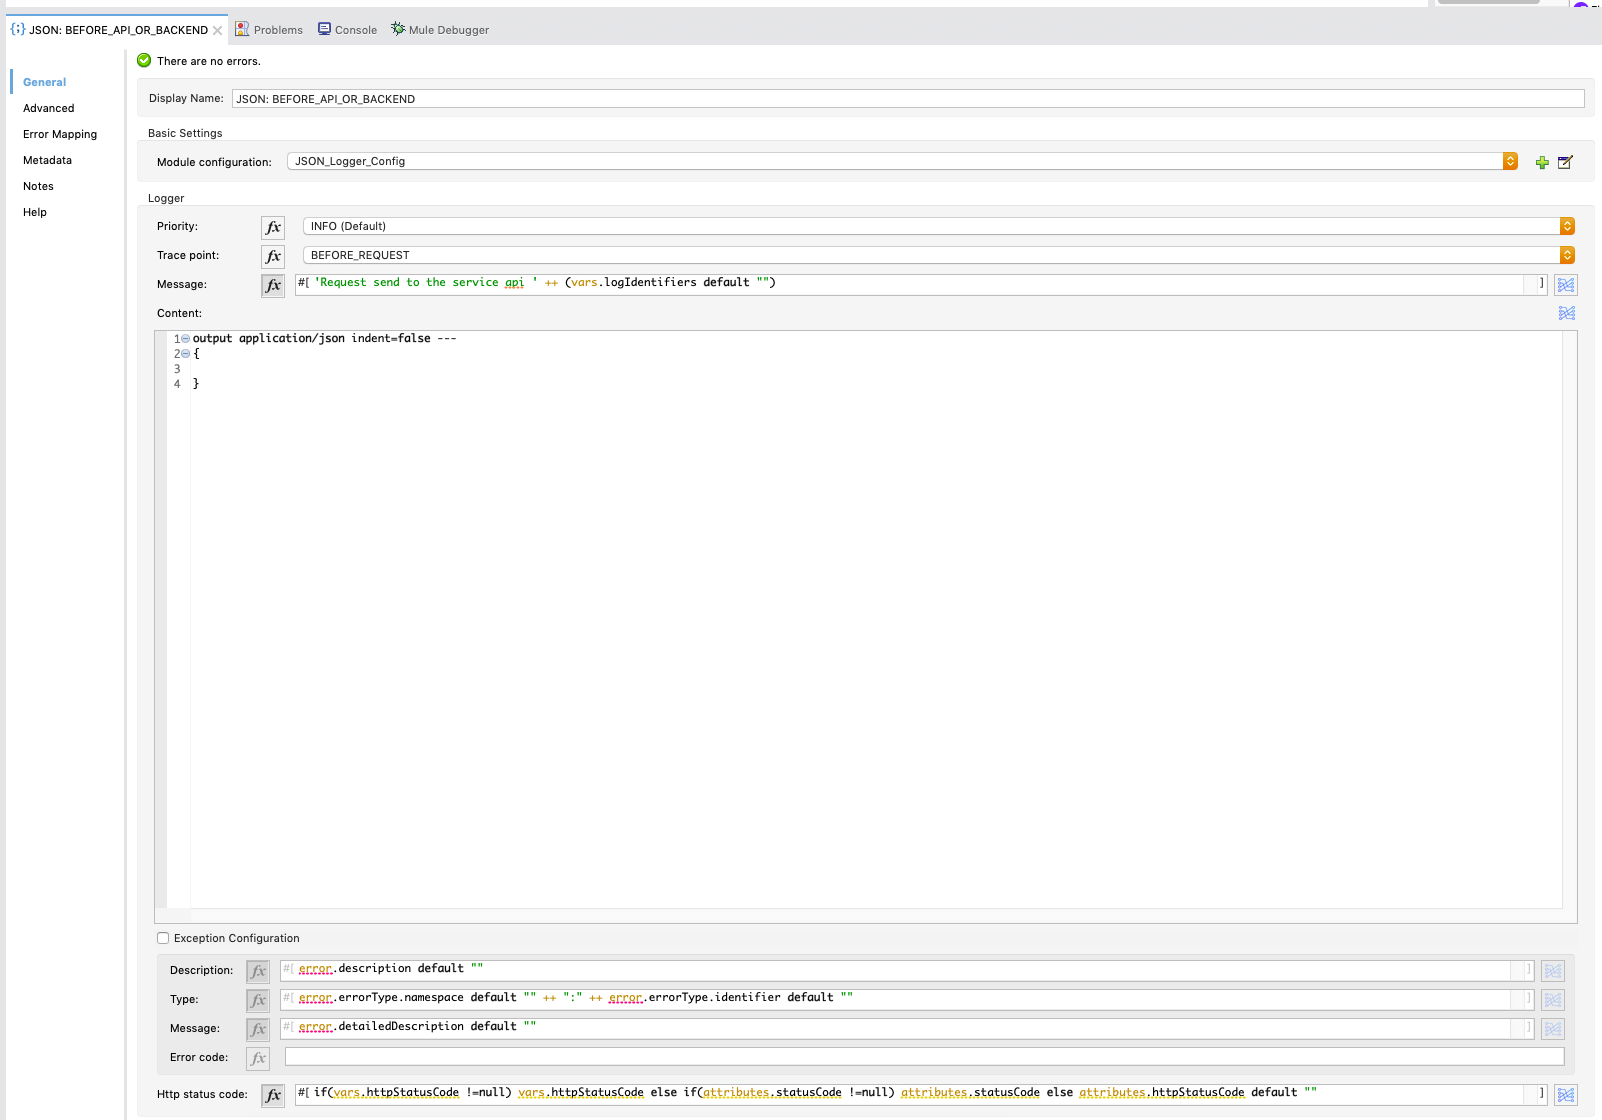 JSON: BEFORE_API_OR_BACKEND Problems Console Mule Debugger
There are no errors.
General
Advanced
Error Mapping
Metadata
Notes
Help
Display Name: JSON: BEFORE_API_OR_BACKEND
Basic Settings
Module configuration: JSON_Logger_Config
Logger
Priority: fx INFO (Default)
Trace point: fx BEFORE_REQUEST
Message: fx #[ 'Request send to the service api ' ++ (vars.logIdentifiers default "") ]
Content:
1 output application/json indent=false ---
2 {
3
4 }
Exception Configuration
Description: fx #[ error.description default "" ]
Type: fx #[ error.errorType.namespace default "" ++ ":" ++ error.errorType.identifier default "" ]
Message: fx #[ error.detailedDescription default "" ]
Error code: fx
Http status code: fx #[ if(vars.httpStatusCode !=null) vars.httpStatusCode else if(attributes.statusCode !=null) attributes.statusCode else attributes.httpStatusCode default "" ]